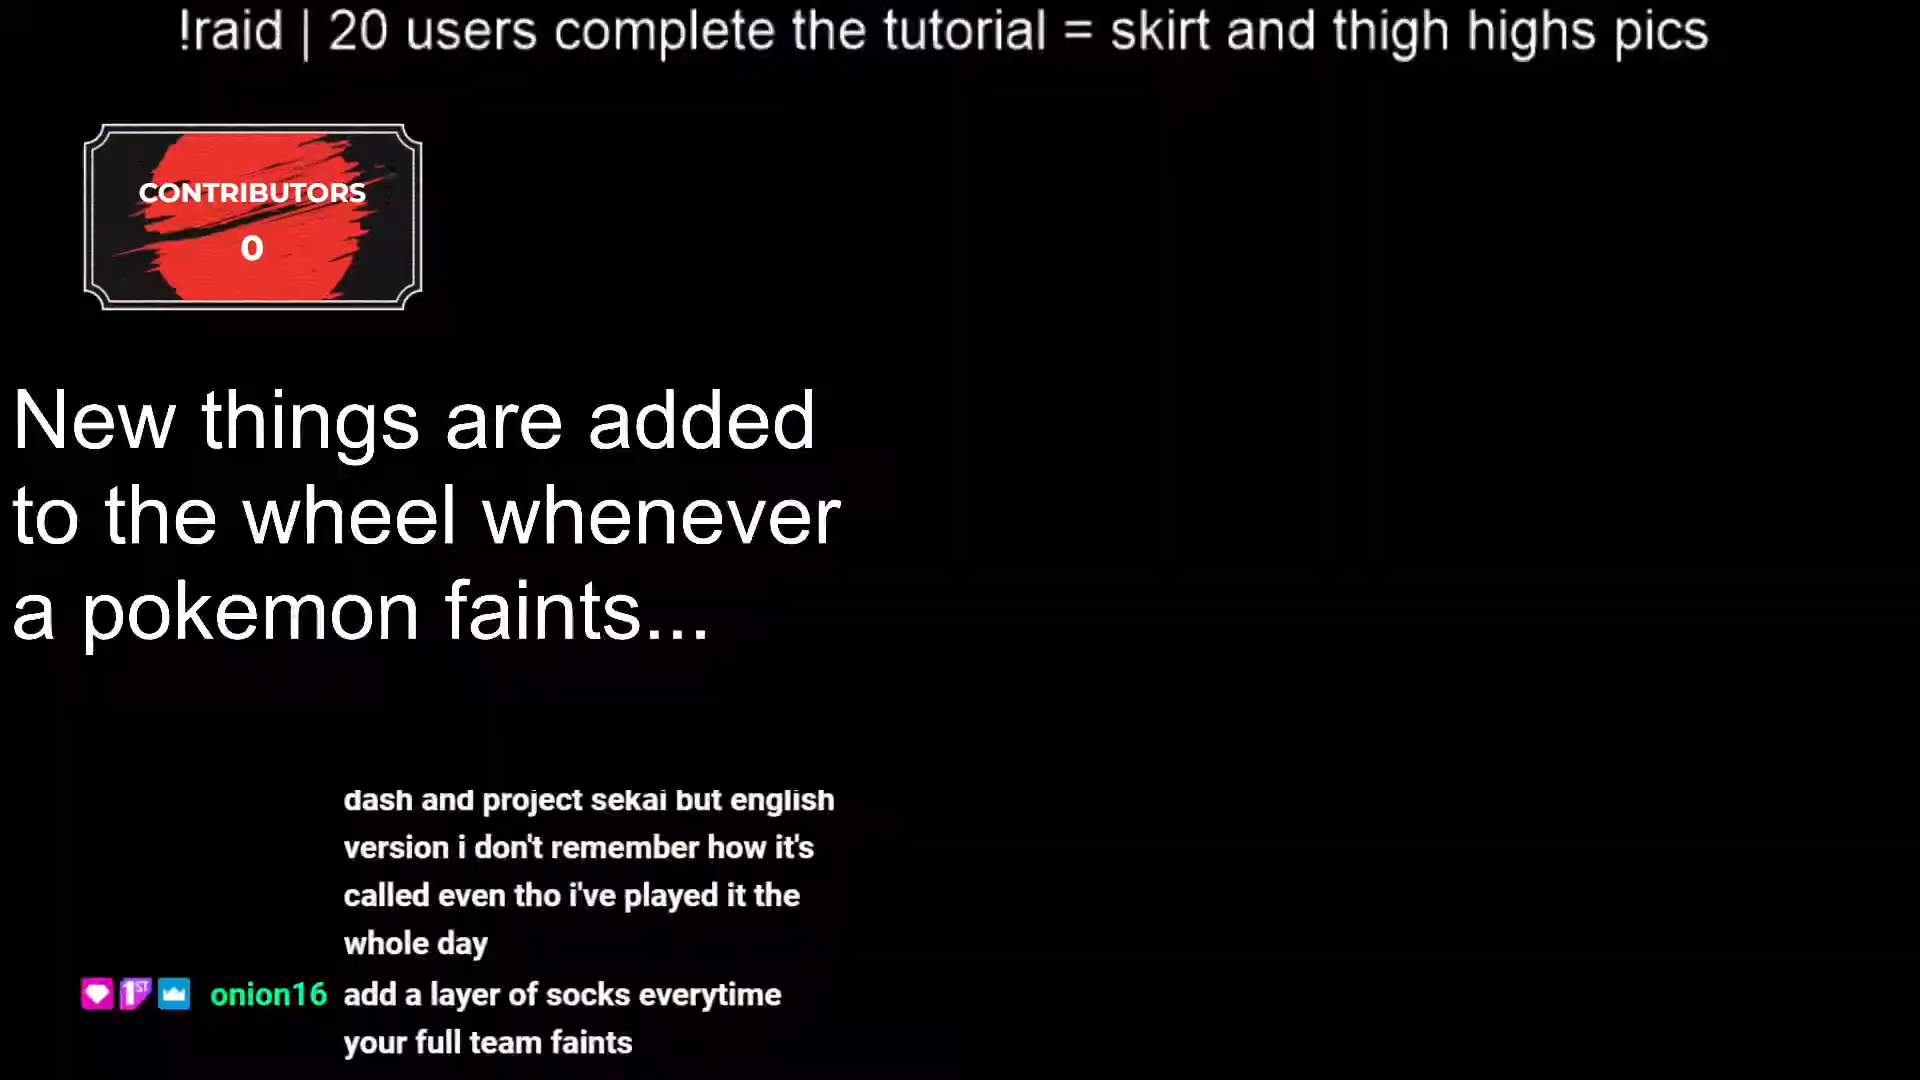 !raid | 20 users complete the tutorial = skirt and thigh highs pics
CONTRIBUTORS
0
New things are added
to the wheel whenever
a pokemon faints...
dash and project sekai but english
version i don't remember how it's
called even tho i've played it the
whole day
1ST onion16 add a layer of socks everytime
your full team faints